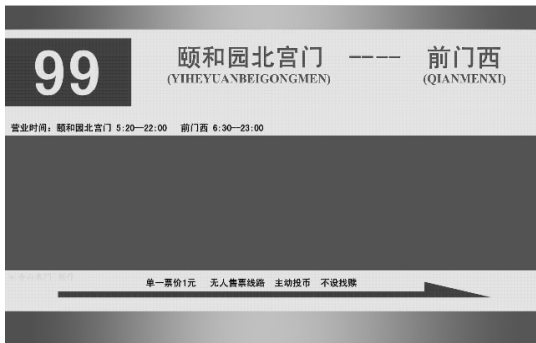 99
颐和园北宫门 ---- 前门西
(YIHEYUANBEIGONGMEN) (QIANMENXI)
营业时间：颐和园北宫门 5:20—22:00 前门西 6:30—23:00
单一票价1元 无人售票线路 主动投币 不设找赎